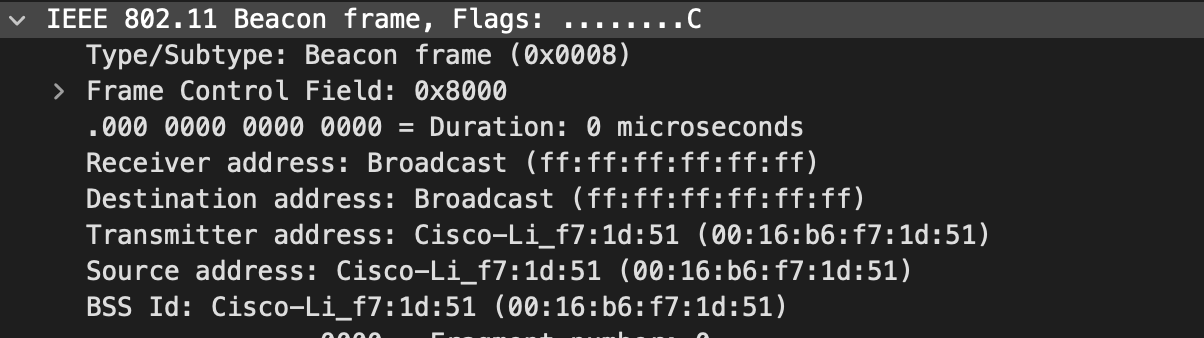 IEEE 802.11 Beacon frame, Flags: ........C
Type/Subtype: Beacon frame (0x0008)
Frame Control Field: 0x8000
.000 0000 0000 0000 = Duration: 0 microseconds
Receiver address: Broadcast (ff:ff:ff:ff:ff:ff)
Destination address: Broadcast (ff:ff:ff:ff:ff:ff)
Transmitter address: Cisco-Li_f7:1d:51 (00:16:b6:f7:1d:51)
Source address: Cisco-Li_f7:1d:51 (00:16:b6:f7:1d:51)
BSS Id: Cisco-Li_f7:1d:51 (00:16:b6:f7:1d:51)